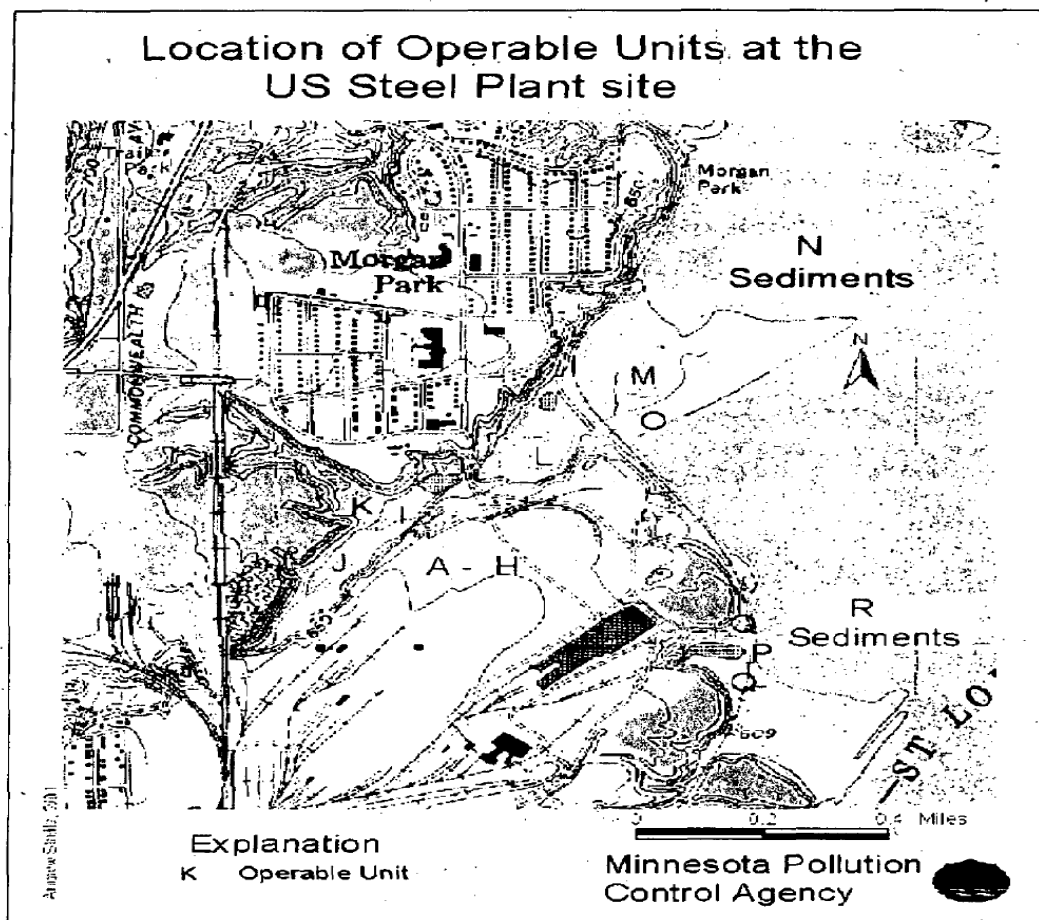 Location of Operable Units at the
US Steel Plant site
Park
Morgan
Park
N
Sediments
Morgan
Park
N
COMMONWEALTH
M
O
L
K
I
J
A - H
R
Sediments
Q
P
Q
609
ST LO
0 0.2 0.4 Miles
Explanation
K Operable Unit
Minnesota Pollution
Control Agency